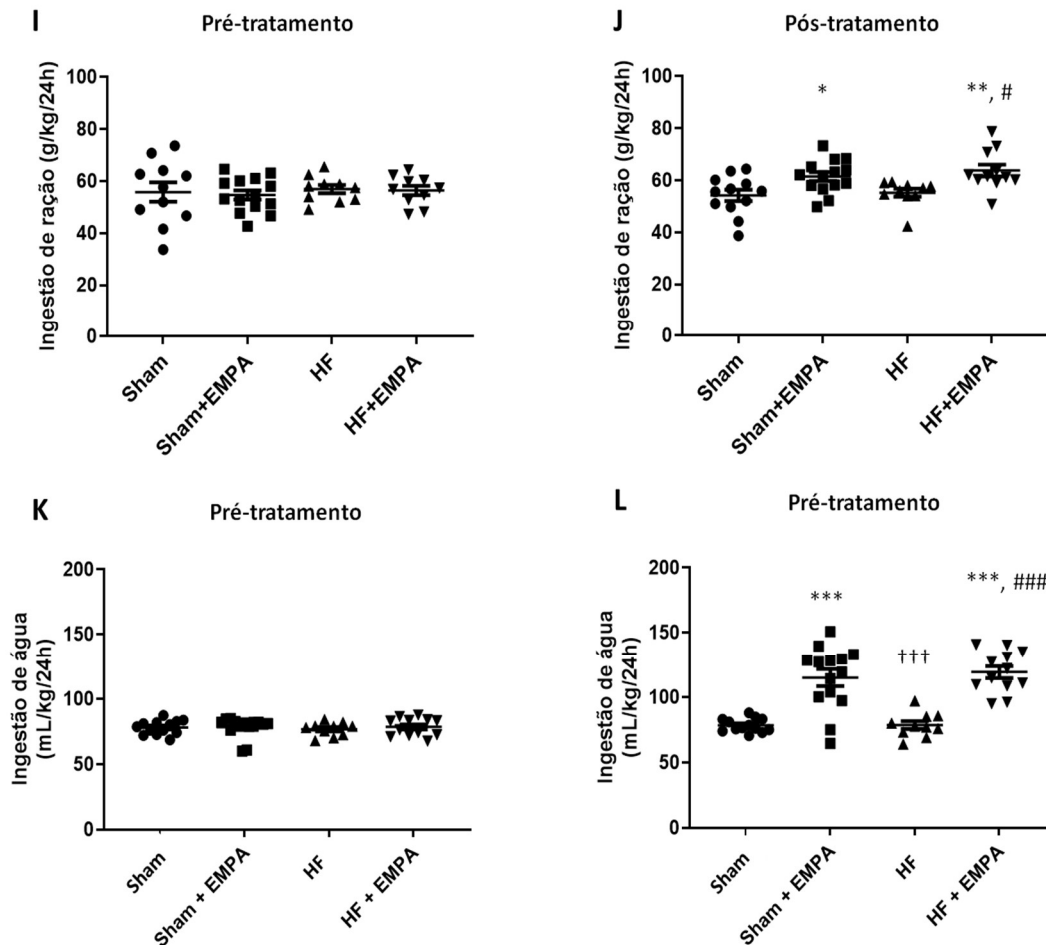 I
Pré-tratamento
Ingestão de ração (g/kg/24h)
100
80
60
40
20
0
Sham
Sham+EMPA
HF
HF+EMPA
J
Pós-tratamento
Ingestão de ração (g/kg/24h)
100
80
60
40
20
0
*
**, #
Sham
Sham+EMPA
HF
HF+EMPA
K
Pré-tratamento
Ingestão de água
(mL/kg/24h)
200
150
100
50
0
Sham
Sham + EMPA
HF
HF + EMPA
L
Pré-tratamento
Ingestão de água
(mL/kg/24h)
200
150
100
50
0
***
†††
***, ###
Sham
Sham + EMPA
HF
HF + EMPA